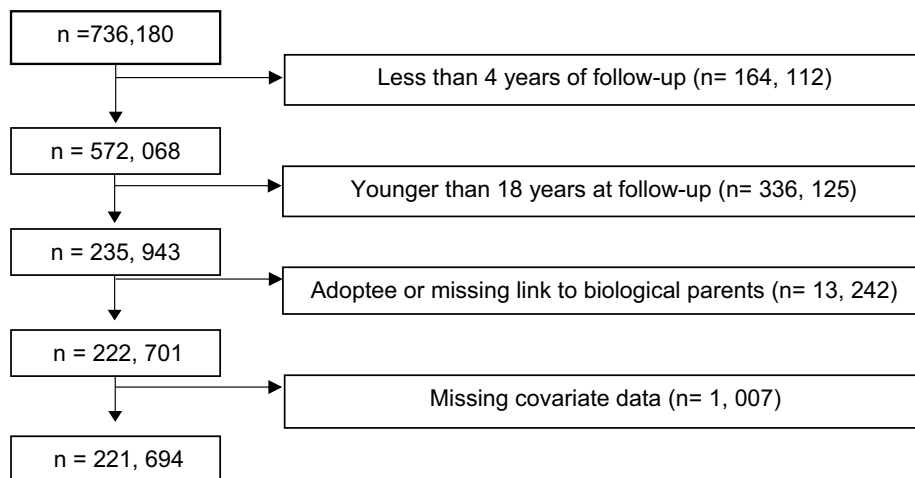 n =736,180
Less than 4 years of follow-up (n= 164, 112)
n = 572, 068
Younger than 18 years at follow-up (n= 336, 125)
n = 235, 943
Adoptee or missing link to biological parents (n= 13, 242)
n = 222, 701
Missing covariate data (n= 1, 007)
n = 221, 694